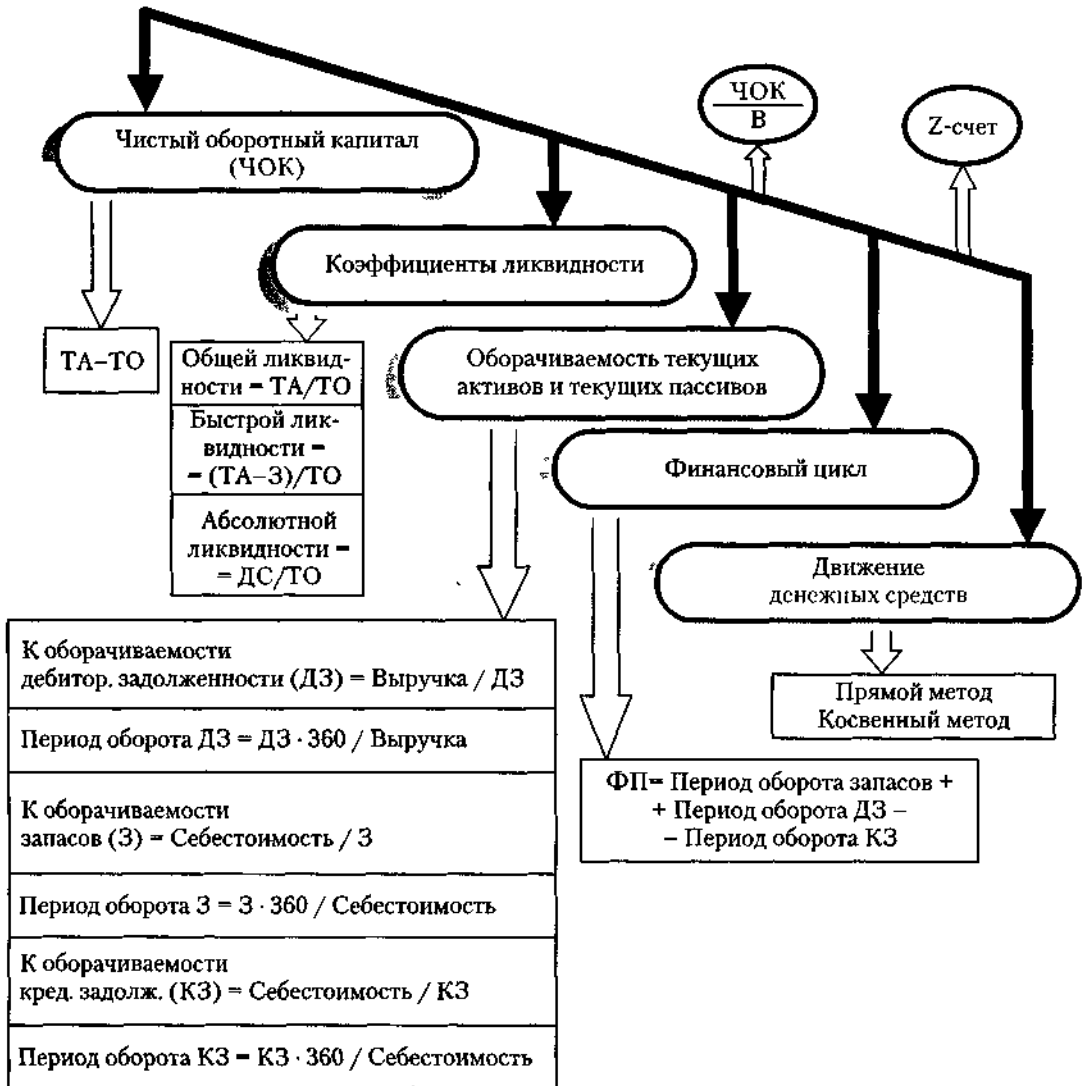 Чистый оборотный капитал
(ЧОК)
ЧОК
В
Z-счет
Коэффициенты ликвидности
ТА–ТО
Общей ликвид-
ности = ТА/ТО
Быстрой лик-
видности =
= (ТА–З)/ТО
Абсолютной
ликвидности =
= ДС/ТО
Оборачиваемость текущих
активов и текущих пассивов
Финансовый цикл
Движение
денежных средств
Прямой метод
Косвенный метод
К оборачиваемости
дебитор. задолженности (ДЗ) = Выручка / ДЗ
Период оборота ДЗ = ДЗ · 360 / Выручка
К оборачиваемости
запасов (З) = Себестоимость / З
Период оборота З = З · 360 / Себестоимость
К оборачиваемости
кред. задолж. (КЗ) = Себестоимость / КЗ
Период оборота КЗ = КЗ · 360 / Себестоимость
ФП= Период оборота запасов +
+ Период оборота ДЗ –
– Период оборота КЗ